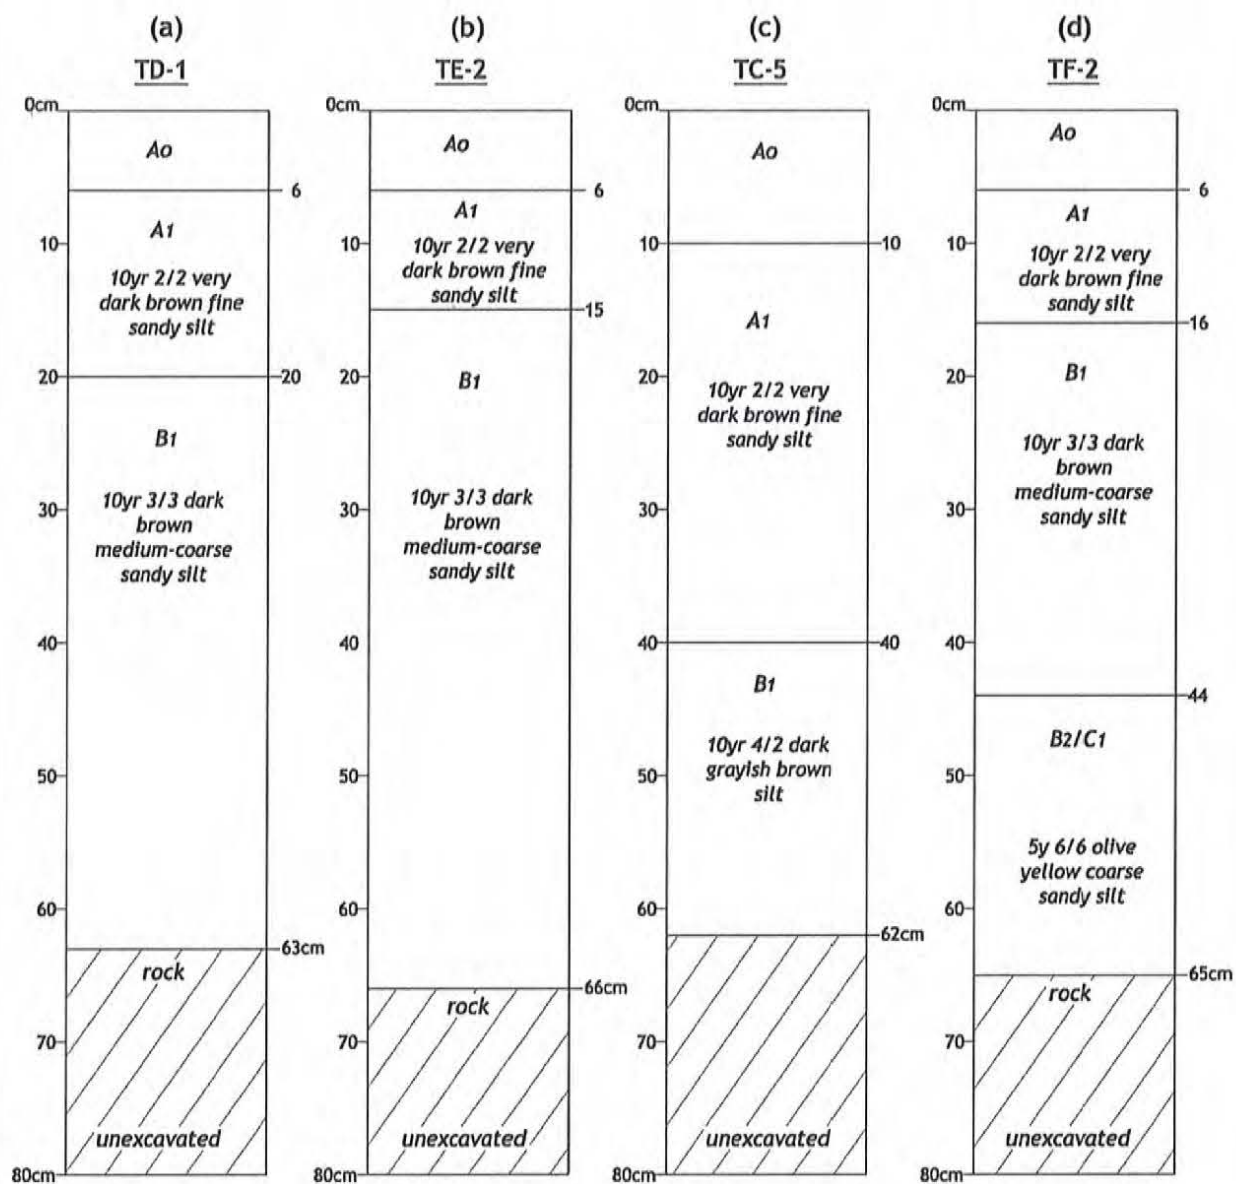 (a)
TD-1
0cm
Ao
6
A1
10
10yr 2/2 very
dark brown fine
sandy silt
20
20
B1
30
10yr 3/3 dark
brown
medium-coarse
sandy silt
40
50
60
63cm
rock
70
unexcavated
80cm
(b)
TE-2
0cm
Ao
6
A1
10
10yr 2/2 very
dark brown fine
sandy silt
15
20
B1
30
10yr 3/3 dark
brown
medium-coarse
sandy silt
40
50
60
66cm
rock
70
unexcavated
80cm
(c)
TC-5
0cm
Ao
10
10
A1
20
10yr 2/2 very
dark brown fine
sandy silt
30
40
40
B1
10yr 4/2 dark
grayish brown
silt
50
60
62cm
70
unexcavated
80cm
(d)
TF-2
0cm
Ao
6
A1
10
10yr 2/2 very
dark brown fine
sandy silt
16
20
B1
10yr 3/3 dark
brown
medium-coarse
sandy silt
30
40
44
B2/C1
50
5y 6/6 olive
yellow coarse
sandy silt
60
65cm
rock
70
unexcavated
80cm